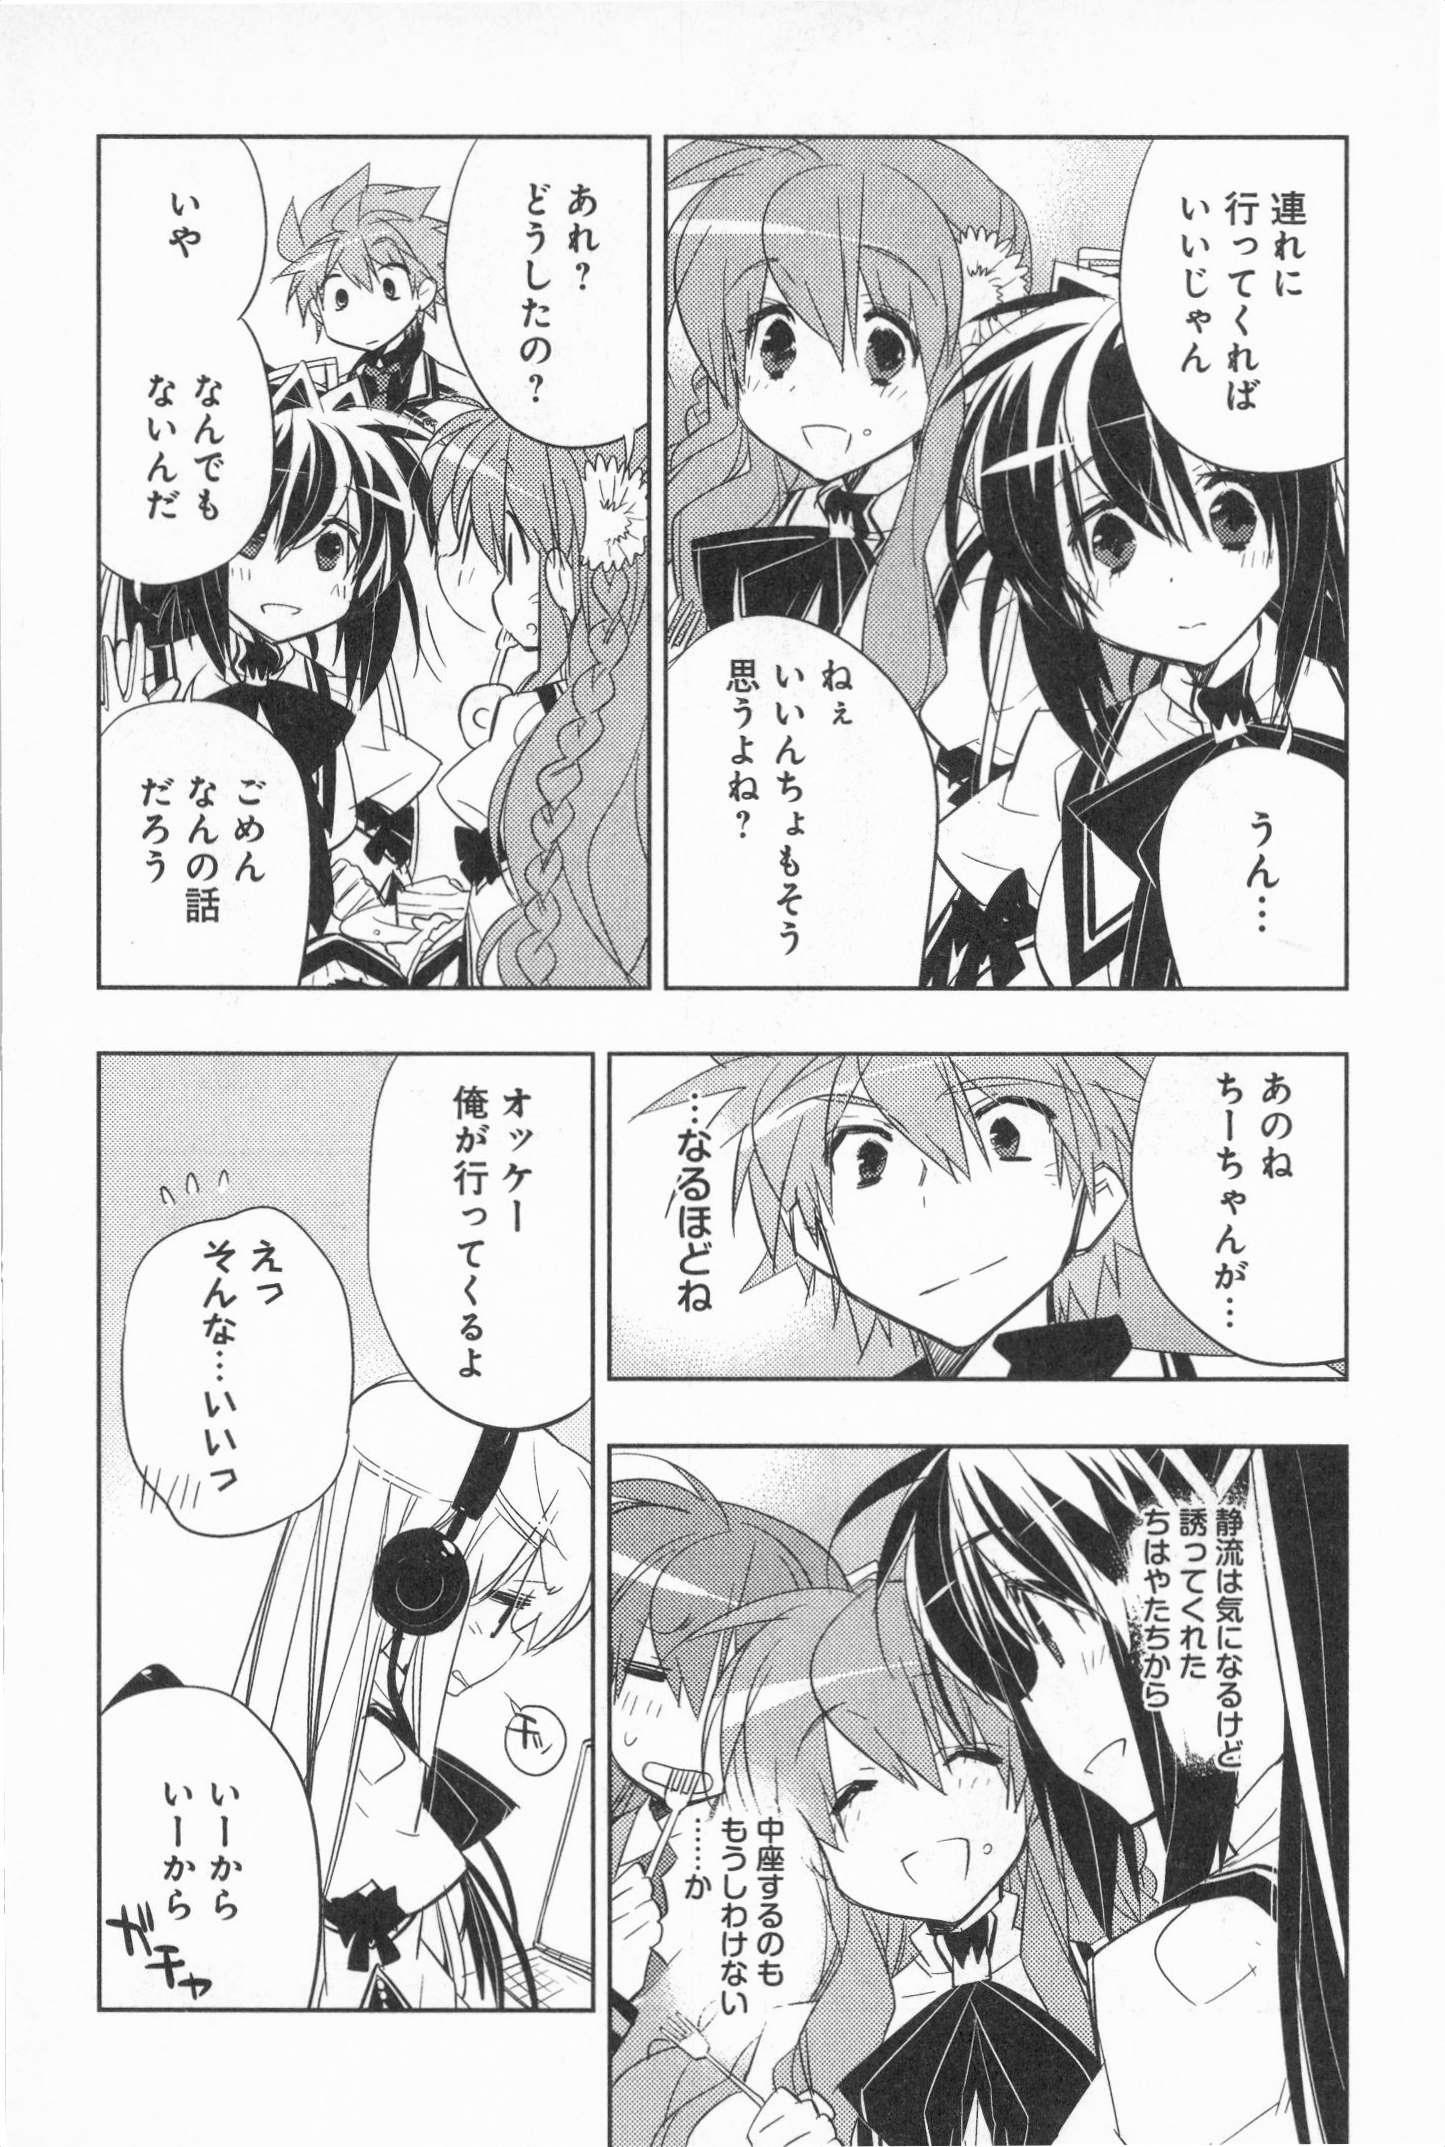 連れに
行ってくれば
いいじゃん
うん…
ねぇ
いいんちょもそう
思うよね？
あれ？
どうしたの？
いや
なんでも
ないんだ
ごめん
なんの話
だろう
あのね
ちーちゃんが…
…なるほどね
静流は気になるけど
誘ってくれた
ちはやたちから
中座するのも
もうしわけない
……か
オッケー
俺が行ってくるよ
えっ
そんな…いいっ
いーから
いーから
ガチャ